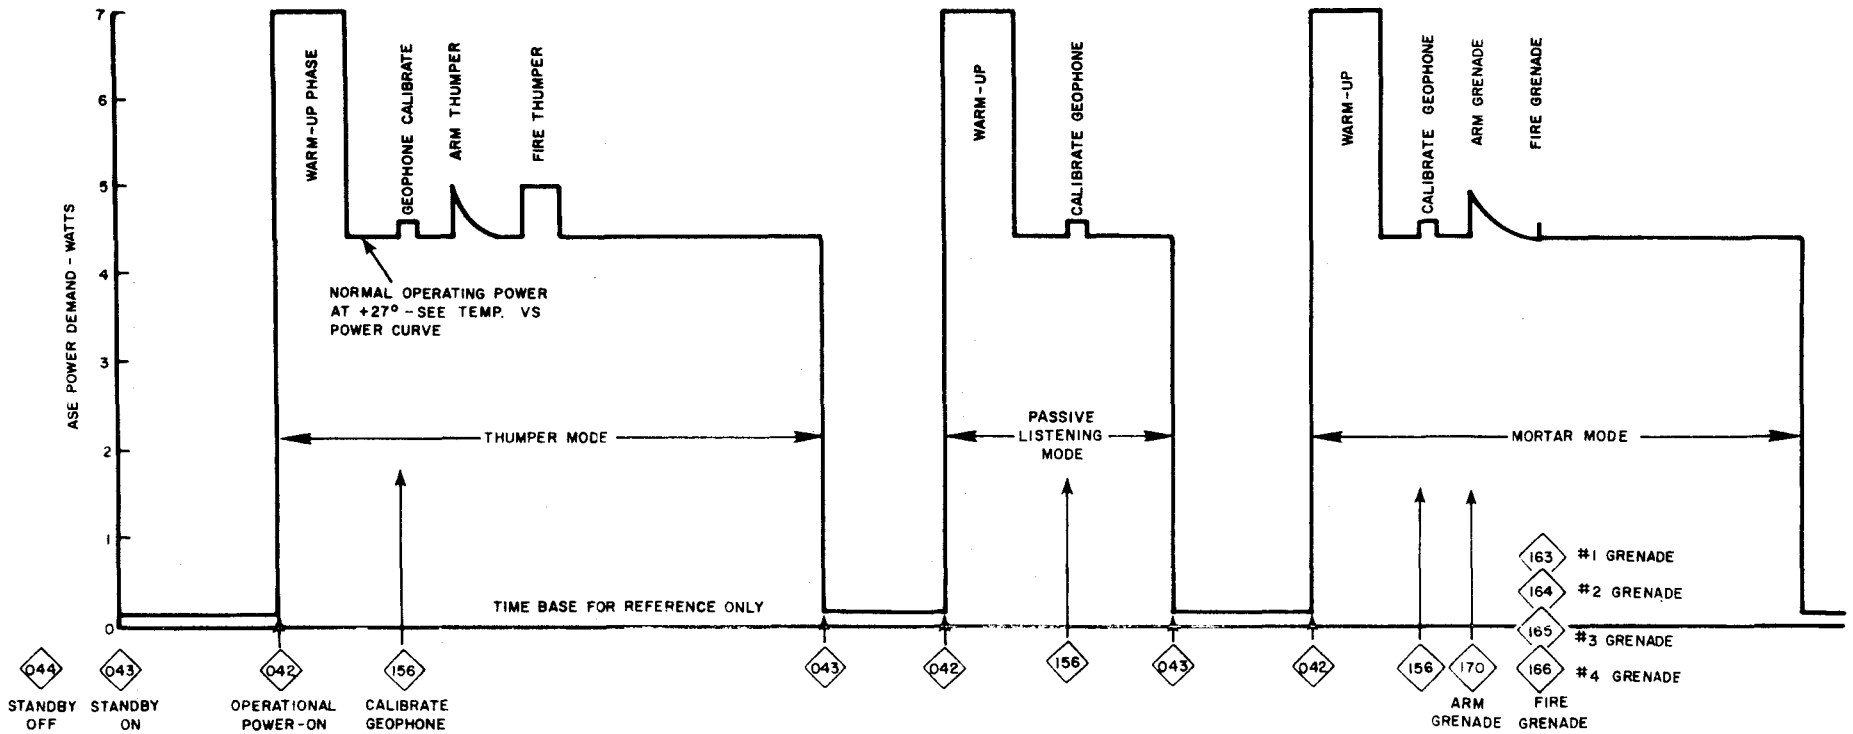 7
6
5
4
3
2
1
0
ASE POWER DEMAND - WATTS
WARM-UP PHASE
GEOPHONE CALIBRATE
ARM THUMPER
FIRE THUMPER
WARM-UP
CALIBRATE GEOPHONE
WARM-UP
CALIBRATE GEOPHONE
ARM GRENADE
FIRE GRENADE
NORMAL OPERATING POWER
AT +27° - SEE TEMP. VS
POWER CURVE
THUMPER MODE
PASSIVE
LISTENING
MODE
MORTAR MODE
TIME BASE FOR REFERENCE ONLY
163 #1 GRENADE
164 #2 GRENADE
165 #3 GRENADE
166 #4 GRENADE
044
043
042
156
043
042
156
043
042
156
170
STANDBY
OFF
STANDBY
ON
OPERATIONAL
POWER-ON
CALIBRATE
GEOPHONE
ARM
GRENADE
FIRE
GRENADE